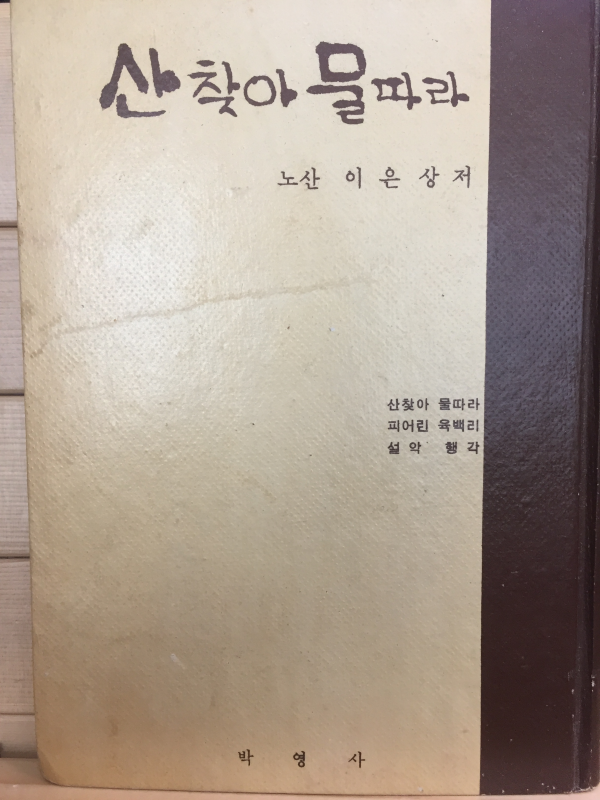 산 찾아 물따라
노산 이은상 저
산찾아 물따라
피어린 육백리
설악 행각
박영사